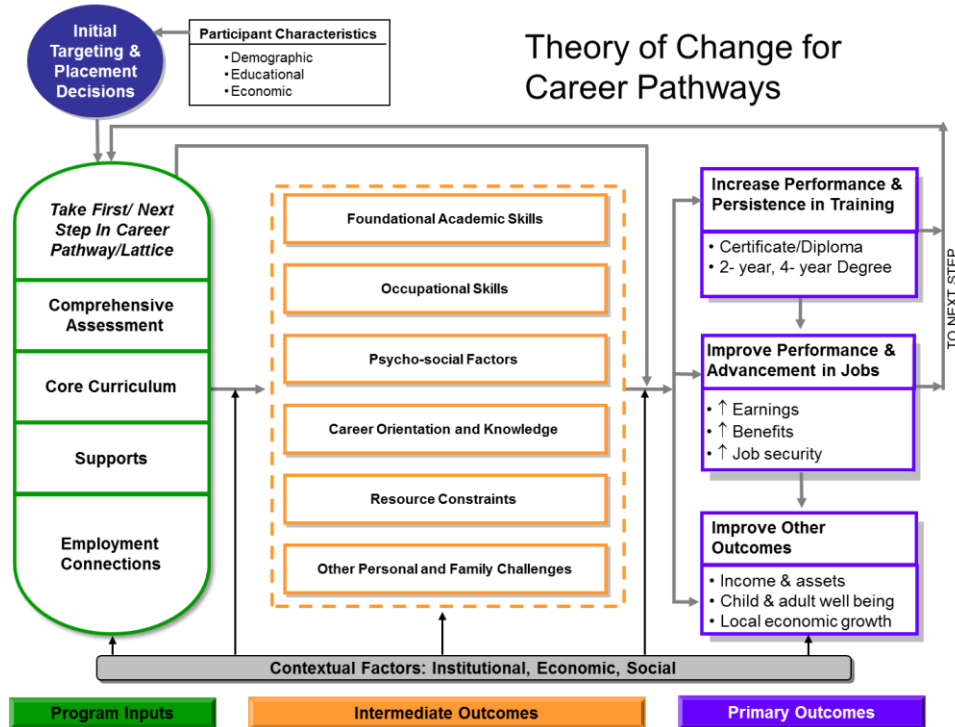 Initial
Targeting &
Placement
Decisions
Participant Characteristics
• Demographic
• Educational
• Economic
Theory of Change for
Career Pathways
Take First/ Next
Step In Career
Pathway/Lattice
Comprehensive
Assessment
Core Curriculum
Supports
Employment
Connections
Foundational Academic Skills
Occupational Skills
Psycho-social Factors
Career Orientation and Knowledge
Resource Constraints
Other Personal and Family Challenges
Increase Performance &
Persistence in Training
• Certificate/Diploma
• 2- year, 4- year Degree
TO NEXT STEP
Improve Performance &
Advancement in Jobs
• ↑ Earnings
• ↑ Benefits
• ↑ Job security
Improve Other
Outcomes
• Income & assets
• Child & adult well being
• Local economic growth
Contextual Factors: Institutional, Economic, Social
Program Inputs
Intermediate Outcomes
Primary Outcomes